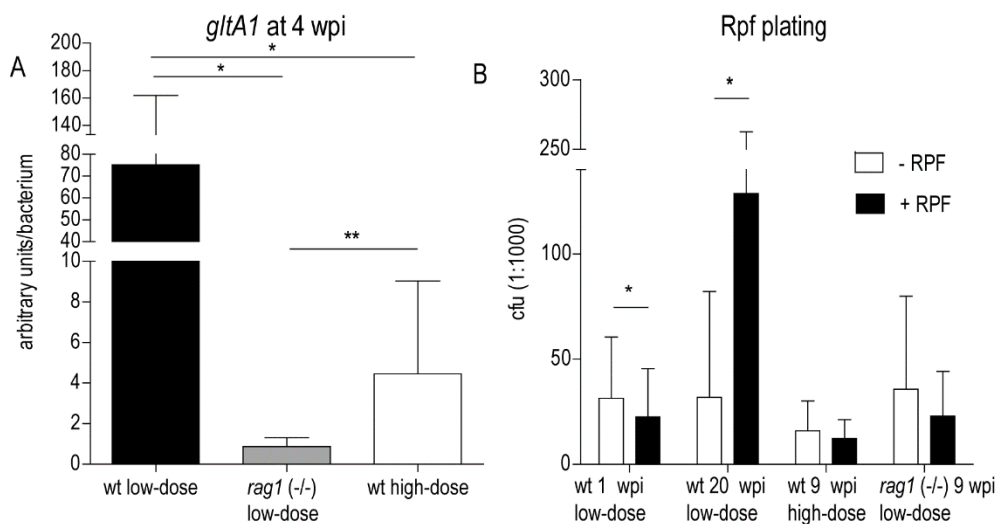 gltA1 at 4 wpi
A
arbitrary units/bacterium
200
180
160
140
120
80
70
60
50
40
10
8
6
4
2
0
*
*
**
wt low-dose
rag1 (-/-)
low-dose
wt high-dose
Rpf plating
B
cfu (1:1000)
300
250
100
50
0
*
*
- RPF
+ RPF
wt 1 wpi
low-dose
wt 20 wpi
low-dose
wt 9 wpi
high-dose
rag1 (-/-) 9 wpi
low-dose